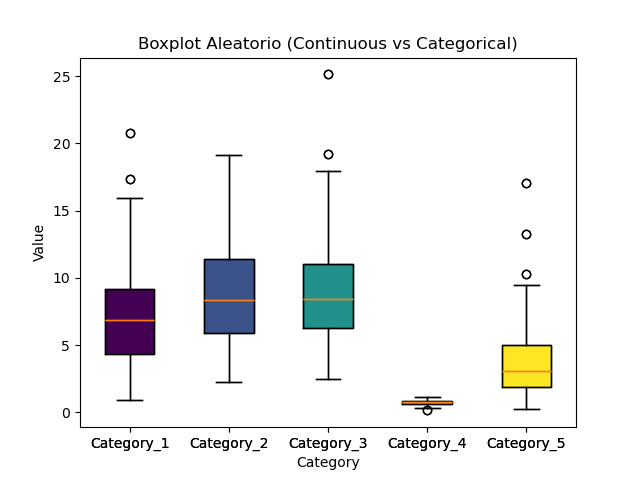 Boxplot Aleatorio (Continuous vs Categorical)
25
20
15
10
5
0
Value
Category_1 Category_2 Category_3 Category_4 Category_5
Category